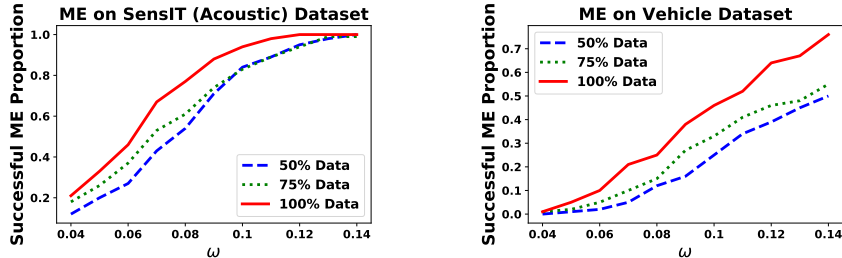 ME on SensIT (Acoustic) Dataset
Successful ME Proportion
1.0
0.8
0.6
0.4
0.2
50% Data
75% Data
100% Data
0.04 0.06 0.08 0.1 0.12 0.14
ω
ME on Vehicle Dataset
Successful ME Proportion
0.7
0.6
0.5
0.4
0.3
0.2
0.1
0.0
50% Data
75% Data
100% Data
0.04 0.06 0.08 0.1 0.12 0.14
ω